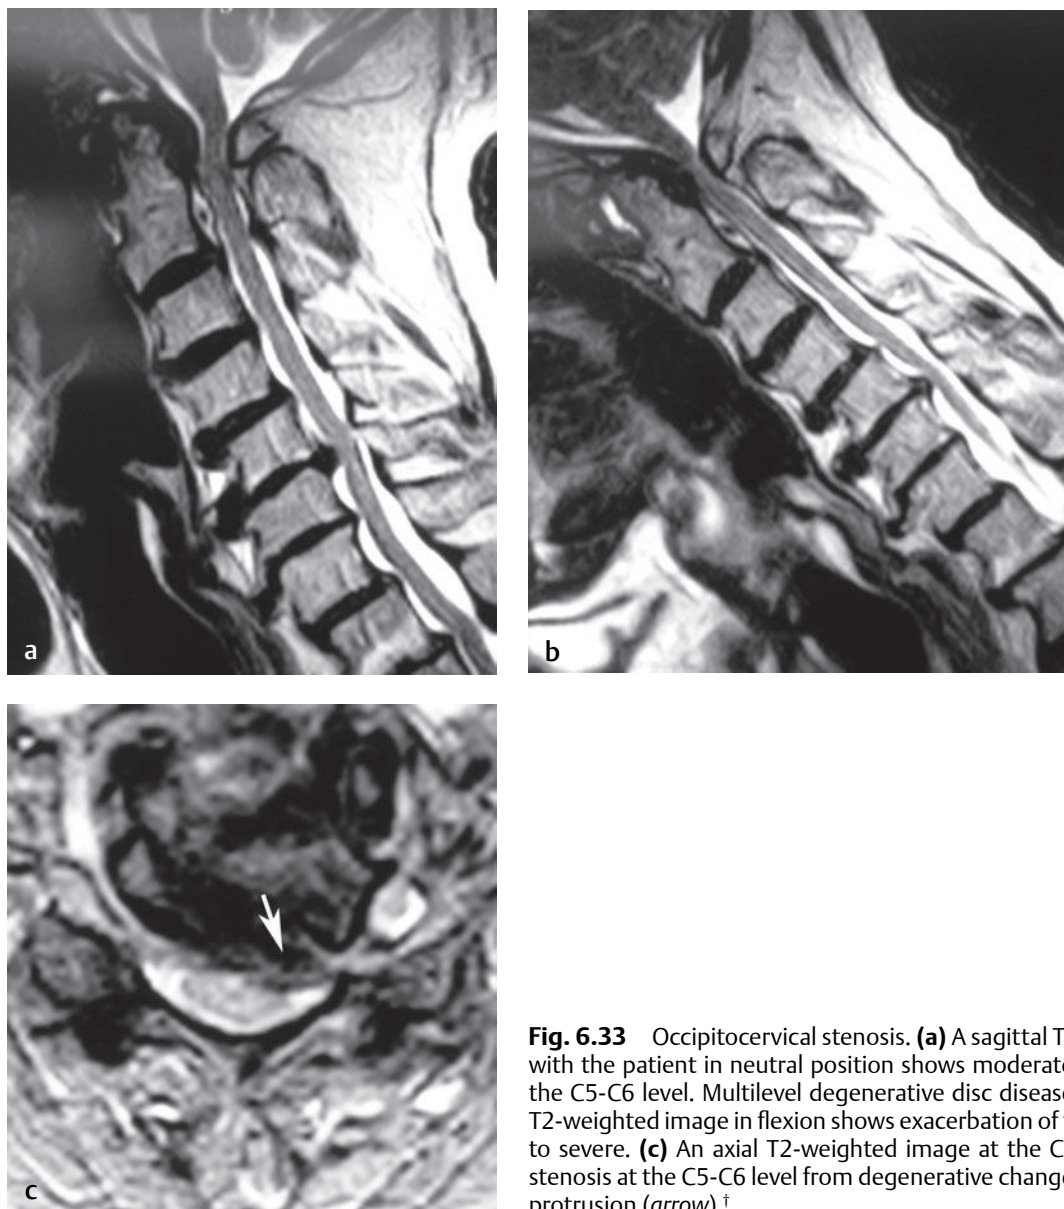 a
b
c
Fig. 6.33 Occipitocervical stenosis. (a) A sagittal T
with the patient in neutral position shows moderat
the C5-C6 level. Multilevel degenerative disc diseas
T2-weighted image in flexion shows exacerbation of
to severe. (c) An axial T2-weighted image at the C
stenosis at the C5-C6 level from degenerative change
protrusion (arrow).†